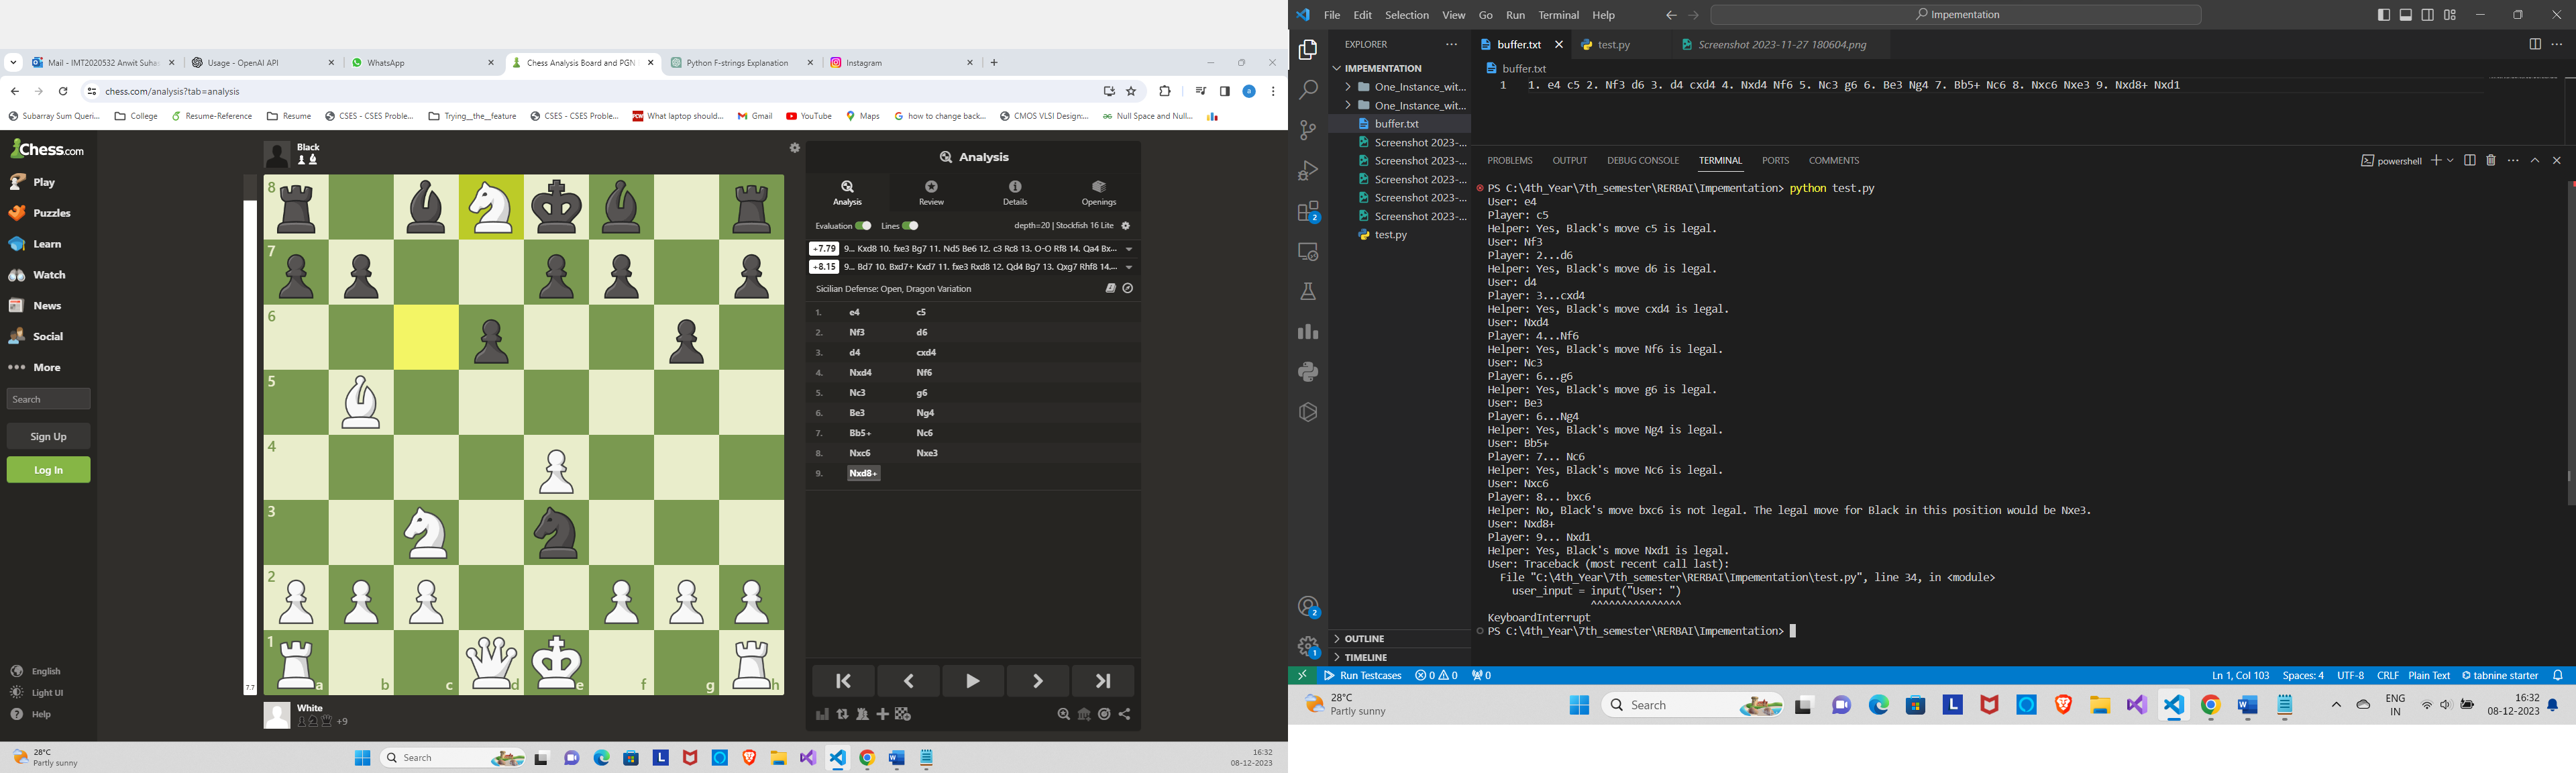 Mail - IMT2020532 Anwit Suhas
Usage - OpenAI API
WhatsApp
Chess Analysis Board and PGN
Python F-strings Explanation
Instagram
chess.com/analysis?tab=analysis
Subarray Sum Queri...
College
Resume-Reference
Resume
CSES - CSES Proble...
Trying__the__feature
CSES - CSES Proble...
What laptop should...
Gmail
YouTube
Maps
how to change back...
CMOS VLSI Design:...
Null Space and Null...
Chess.com
Play
Puzzles
Learn
Watch
News
Social
More
Search
Sign Up
Log In
English
Light UI
Help
Black
8
7
6
5
4
3
2
1
a
b
c
d
e
f
g
h
7.7
White
+9
Analysis
Analysis
Review
Details
Openings
Evaluation
Lines
depth=20 | Stockfish 16 Lite
+7.79 9... Kxd8 10. fxe3 Bg7 11. Nd5 Be6 12. c3 Rc8 13. O-O Rf8 14. Qa4 Bx...
+8.15 9... Bd7 10. Bxd7+ Kxd7 11. fxe3 Rxd8 12. Qd4 Bg7 13. Qxg7 Rhf8 14....
Sicilian Defense: Open, Dragon Variation
1. e4 c5
2. Nf3 d6
3. d4 cxd4
4. Nxd4 Nf6
5. Nc3 g6
6. Be3 Ng4
7. Bb5+ Nc6
8. Nxc6 Nxe3
9. Nxd8+
28°C
Partly sunny
Search
16:32
08-12-2023
File Edit Selection View Go Run Terminal Help
Impementation
EXPLORER
IMPEMENTATION
One_Instance_wit...
One_Instance_wit...
buffer.txt
Screenshot 2023-...
Screenshot 2023-...
Screenshot 2023-...
Screenshot 2023-...
Screenshot 2023-...
test.py
OUTLINE
TIMELINE
buffer.txt
test.py
Screenshot 2023-11-27 180604.png
buffer.txt
1 1. e4 c5 2. Nf3 d6 3. d4 cxd4 4. Nxd4 Nf6 5. Nc3 g6 6. Be3 Ng4 7. Bb5+ Nc6 8. Nxc6 Nxe3 9. Nxd8+ Nxd1
PROBLEMS OUTPUT DEBUG CONSOLE TERMINAL PORTS COMMENTS
powershell
PS C:\4th_Year\7th_semester\RERBAI\Impementation> python test.py
User: e4
Player: c5
Helper: Yes, Black's move c5 is legal.
User: Nf3
Player: 2...d6
Helper: Yes, Black's move d6 is legal.
User: d4
Player: 3...cxd4
Helper: Yes, Black's move cxd4 is legal.
User: Nxd4
Player: 4...Nf6
Helper: Yes, Black's move Nf6 is legal.
User: Nc3
Player: 6...g6
Helper: Yes, Black's move g6 is legal.
User: Be3
Player: 6...Ng4
Helper: Yes, Black's move Ng4 is legal.
User: Bb5+
Player: 7... Nc6
Helper: Yes, Black's move Nc6 is legal.
User: Nxc6
Player: 8... bxc6
Helper: No, Black's move bxc6 is not legal. The legal move for Black in this position would be Nxe3.
User: Nxd8+
Player: 9... Nxd1
Helper: Yes, Black's move Nxd1 is legal.
User: Traceback (most recent call last):
File "C:\4th_Year\7th_semester\RERBAI\Impementation\test.py", line 34, in <module>
user_input = input("User: ")
^^^^^^^^^^^^^^^
KeyboardInterrupt
PS C:\4th_Year\7th_semester\RERBAI\Impementation>
2
2
1
Run Testcases
0
0
0
Ln 1, Col 103
Spaces: 4
UTF-8
CRLF
Plain Text
tabnine starter
28°C
Partly sunny
Search
ENG
IN
16:32
08-12-2023